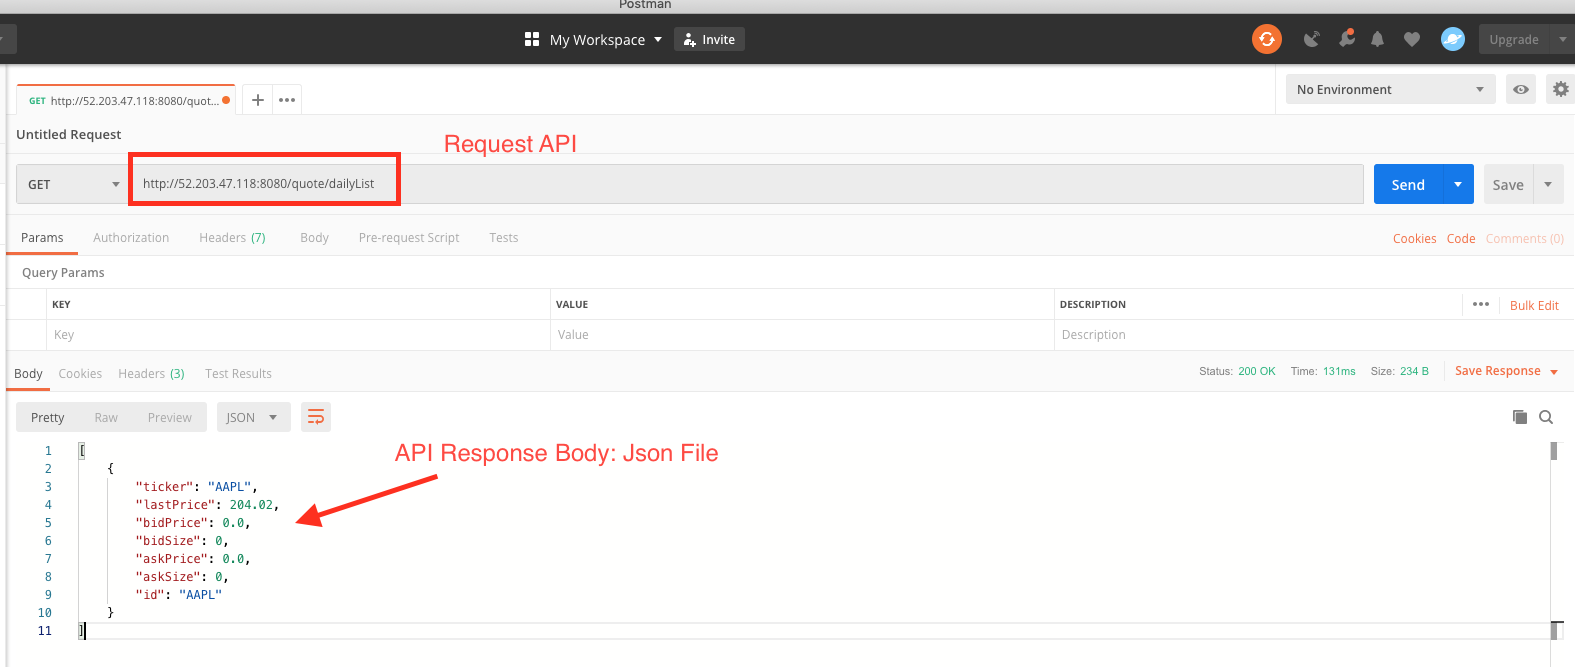 Postman
My Workspace
Invite
Upgrade
GET http://52.203.47.118:8080/quot...
+ •••
No Environment
Untitled Request
Request API
GET
http://52.203.47.118:8080/quote/dailyList
Send
Save
Params
Authorization
Headers (7)
Body
Pre-request Script
Tests
Cookies
Code
Comments (0)
Query Params
KEY
VALUE
DESCRIPTION
•••
Bulk Edit
Key
Value
Description
Body
Cookies
Headers (3)
Test Results
Status: 200 OK
Time: 131ms
Size: 234 B
Save Response
Pretty
Raw
Preview
JSON
API Response Body: Json File
1 [
2 {
3 "ticker": "AAPL",
4 "lastPrice": 204.02,
5 "bidPrice": 0.0,
6 "bidSize": 0,
7 "askPrice": 0.0,
8 "askSize": 0,
9 "id": "AAPL"
10 }
11 ]